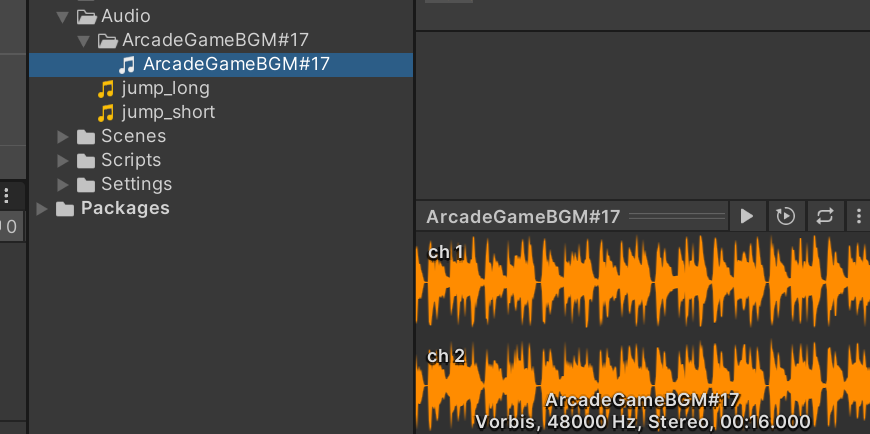 Audio
ArcadeGameBGM#17
ArcadeGameBGM#17
jump_long
jump_short
Scenes
Scripts
Settings
Packages
0
ArcadeGameBGM#17
ch 1
ch 2
ArcadeGameBGM#17
Vorbis, 48000 Hz, Stereo, 00:16.000